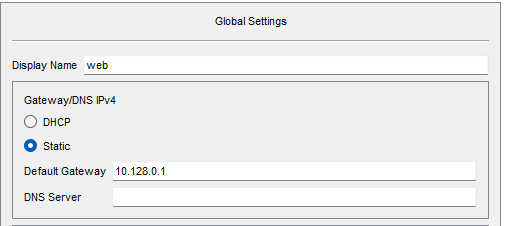 Global Settings
Display Name web
Gateway/DNS IPv4
DHCP
Static
Default Gateway 10.128.0.1
DNS Server